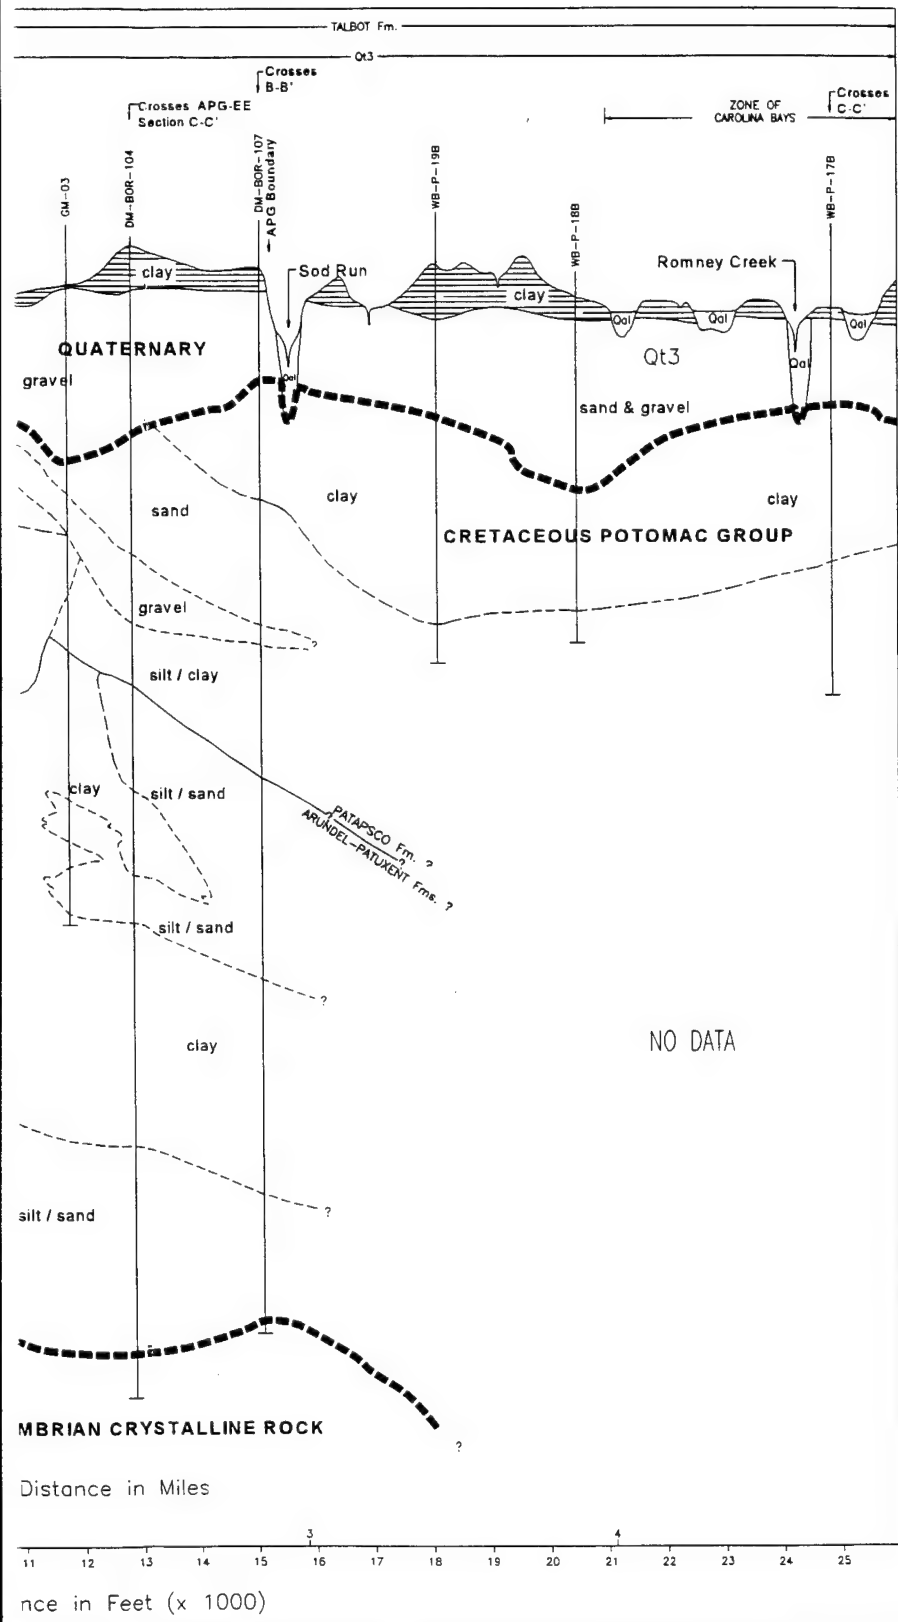 TALBOT Fm.
Qt3
Crosses
B-B'
Crosses APG-EE
Section C-C'
ZONE OF
CAROLINA BAYS
Crosses
C-C'
GM-03
DM-BOR-104
DM-BOR-107
APG Boundary
WB-P-19B
WB-P-18B
WB-P-17B
clay
Sod Run
clay
Romney Creek
Qal
Qal
Qal
QUATERNARY
Qt3
Qal
gravel
Qal
sand & gravel
clay
clay
sand
CRETACEOUS POTOMAC GROUP
gravel
?
silt / clay
clay
silt / sand
?
PATAPSCO Fm. ?
?
ARUNDEL-PATUXENT Fms. ?
silt / sand
?
clay
NO DATA
?
silt / sand
MBRIAN CRYSTALLINE ROCK
?
Distance in Miles
3 4
11 12 13 14 15 16 17 18 19 20 21 22 23 24 25
nce in Feet (x 1000)